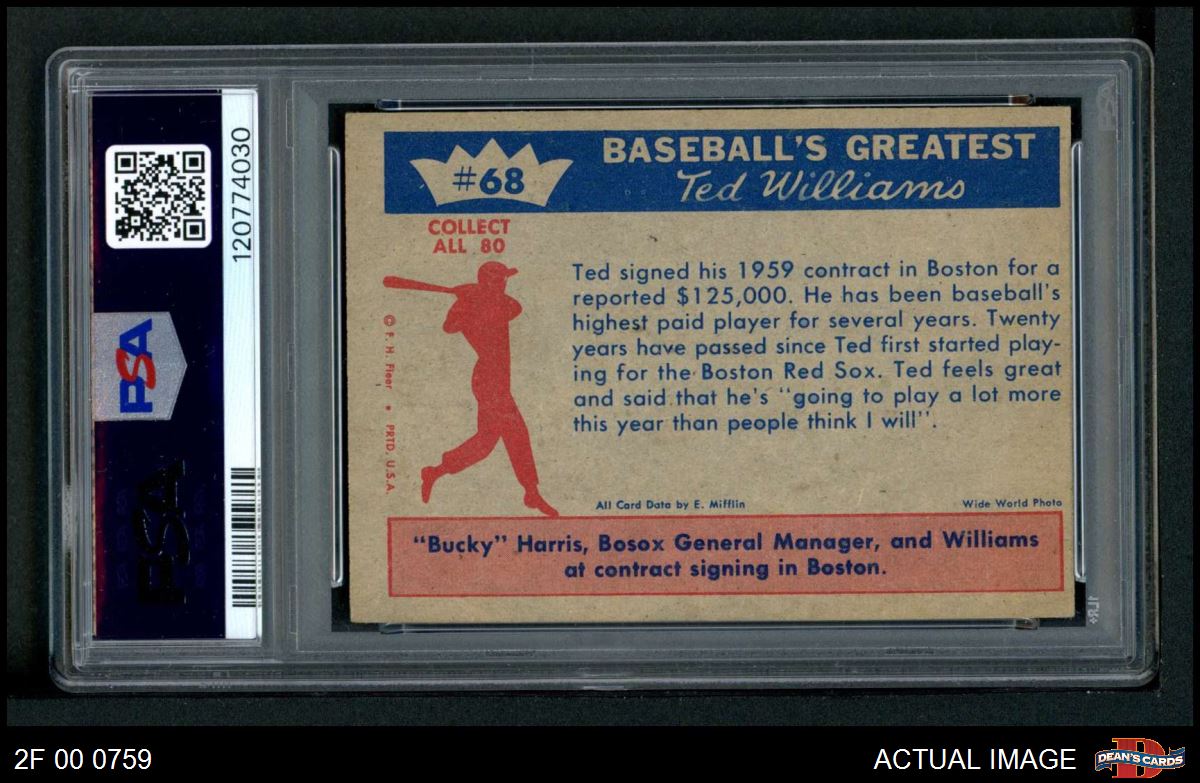 120774030
PSA
PSA
#68
BASEBALL'S GREATEST
Ted Williams
COLLECT
ALL 80
Ted signed his 1959 contract in Boston for a
reported $125,000. He has been baseball's
highest paid player for several years. Twenty
years have passed since Ted first started play-
ing for the Boston Red Sox. Ted feels great
and said that he's "going to play a lot more
this year than people think I will".
© F. H. Fleer • PRTD. U.S.A.
All Card Data by E. Mifflin
Wide World Photo
"Bucky" Harris, Bosox General Manager, and Williams
at contract signing in Boston.
2F 00 0759
ACTUAL IMAGE
D
DEAN'S CARDS